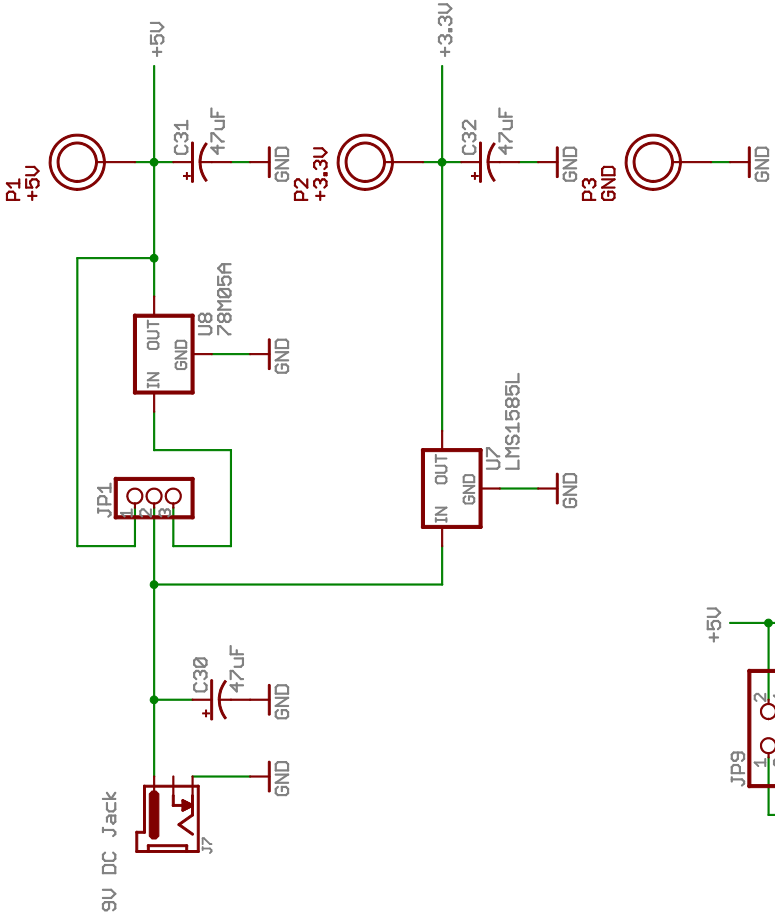 +5V
+3.3V
P1
+5V
C31
47uF
GND
P2
+3.3V
C32
47uF
GND
P3
GND
GND
IN
OUT
GND
U8
78M05A
GND
JP1
1
2
3
IN
OUT
GND
U7
LMS1585L
GND
C30
47uF
GND
9V DC Jack
J7
GND
+5V
JP9
1
2